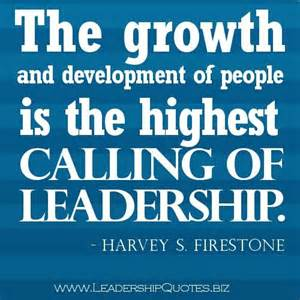 The growth
and development of people
is the highest
CALLING OF
LEADERSHIP.
- HARVEY S. FIRESTONE
WWW.LEADERSHIPQUOTES.BIZ